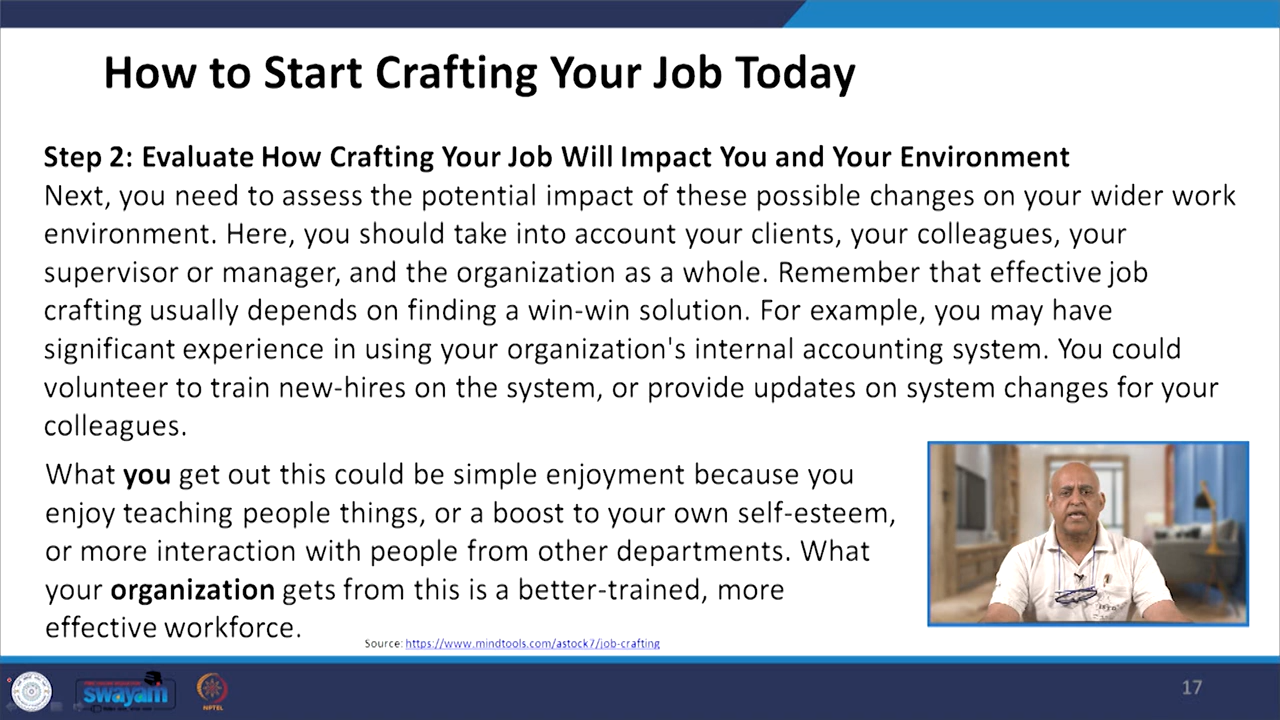 How to Start Crafting Your Job Today
Step 2: Evaluate How Crafting Your Job Will Impact You and Your Environment
Next, you need to assess the potential impact of these possible changes on your wider work
environment. Here, you should take into account your clients, your colleagues, your
supervisor or manager, and the organization as a whole. Remember that effective job
crafting usually depends on finding a win-win solution. For example, you may have
significant experience in using your organization's internal accounting system. You could
volunteer to train new-hires on the system, or provide updates on system changes for your
colleagues.
What you get out this could be simple enjoyment because you
enjoy teaching people things, or a boost to your own self-esteem,
or more interaction with people from other departments. What
your organization gets from this is a better-trained, more
effective workforce.
Source: https://www.mindtools.com/astock7/job-crafting
swayam
NPTEL
17